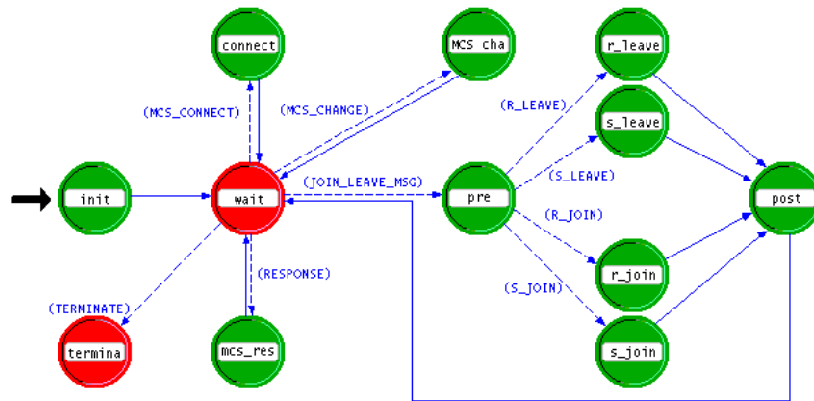 connect
MCS cha
r_leave
(MCS_CONNECT)
(MCS_CHANGE)
(R_LEAVE)
s_leave
init
wait
(JOIN_LEAVE_MSG)
pre
(S_LEAVE)
post
(R_JOIN)
(RESPONSE)
r_join
(S_JOIN)
(TERMINATE)
termina
mcs_res
s_join